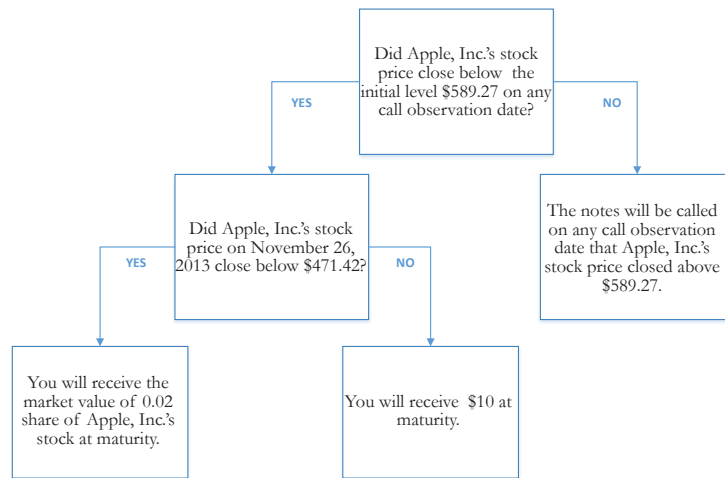 Did Apple, Inc.'s stock
price close below the
initial level $589.27 on any
call observation date?
YES
NO
Did Apple, Inc.'s stock
price on November 26,
2013 close below $471.42?
The notes will be called
on any call observation
date that Apple, Inc.'s
stock price closed above
$589.27.
YES
NO
You will receive the
market value of 0.02
share of Apple, Inc.'s
stock at maturity.
You will receive $10 at
maturity.